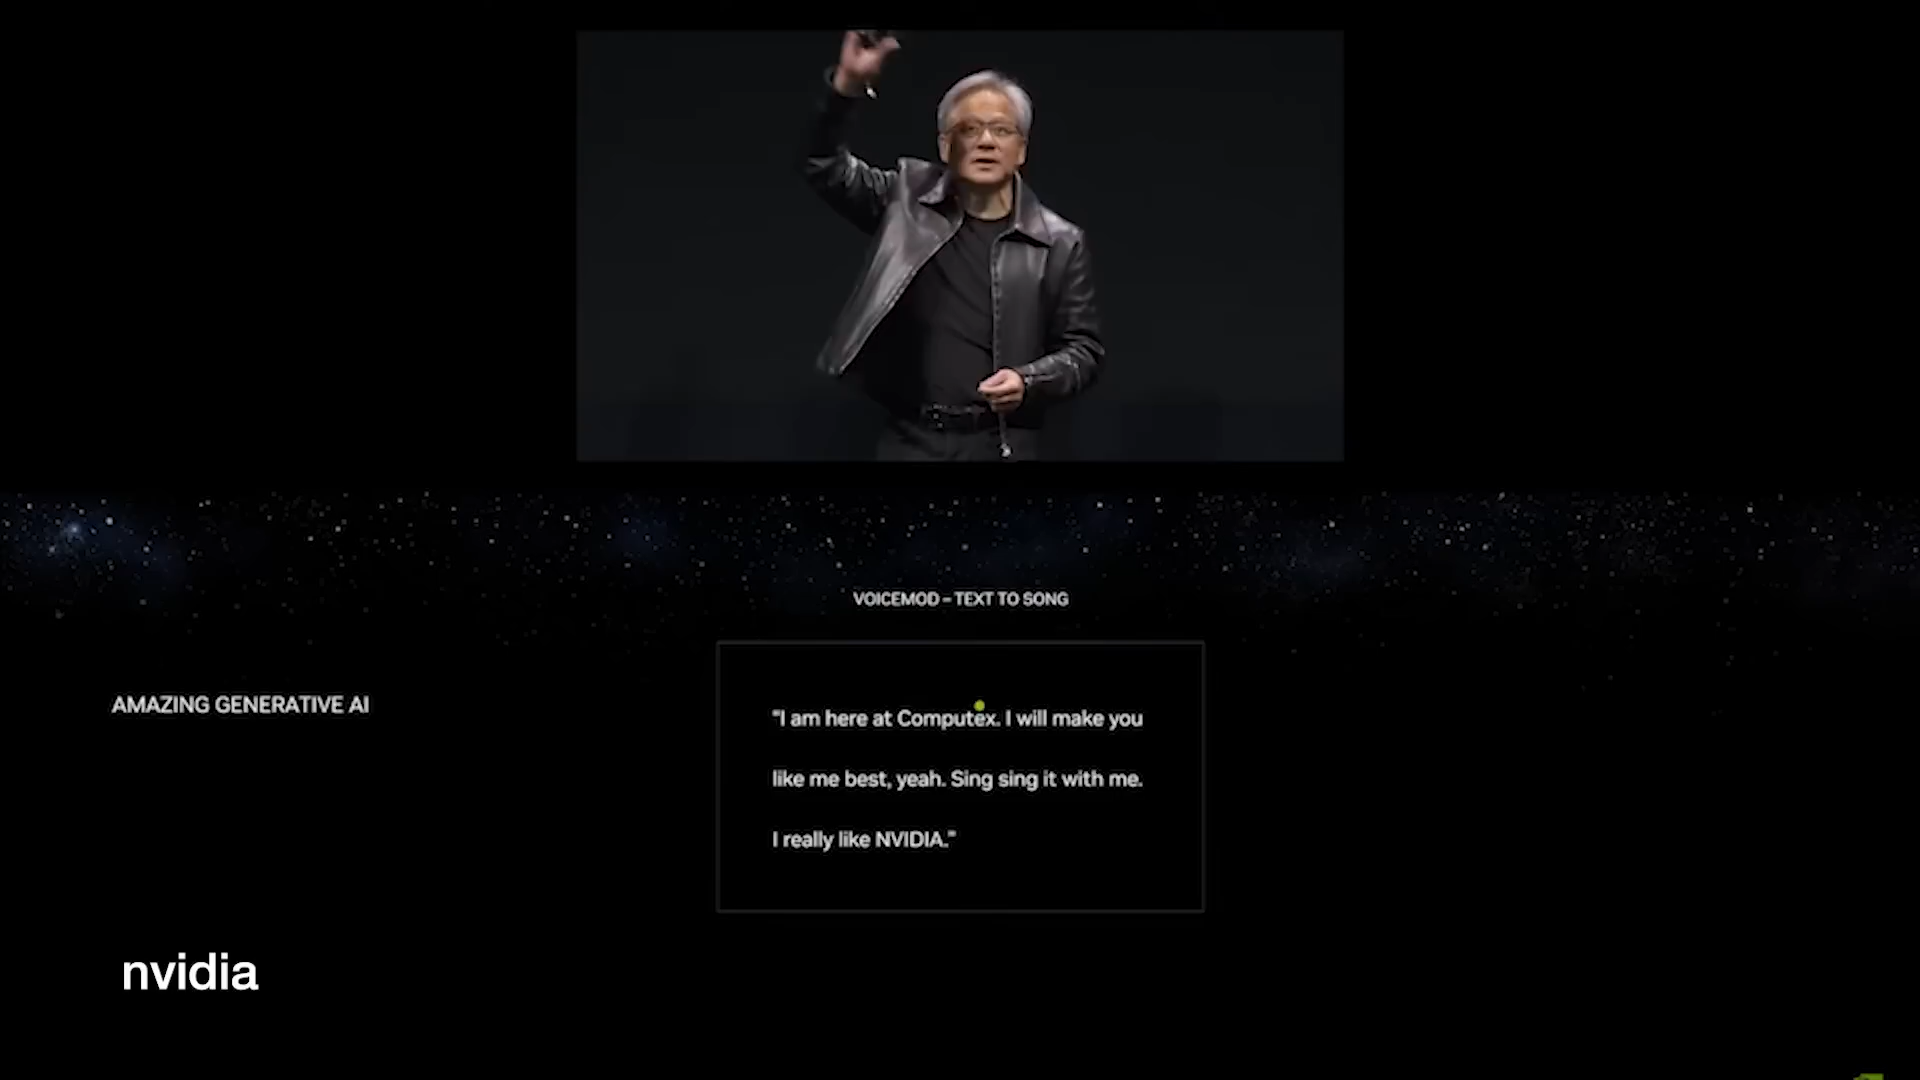 VOICEMOD – TEXT TO SONG
AMAZING GENERATIVE AI
"I am here at Computex. I will make you
like me best, yeah. Sing sing it with me.
I really like NVIDIA."
nvidia